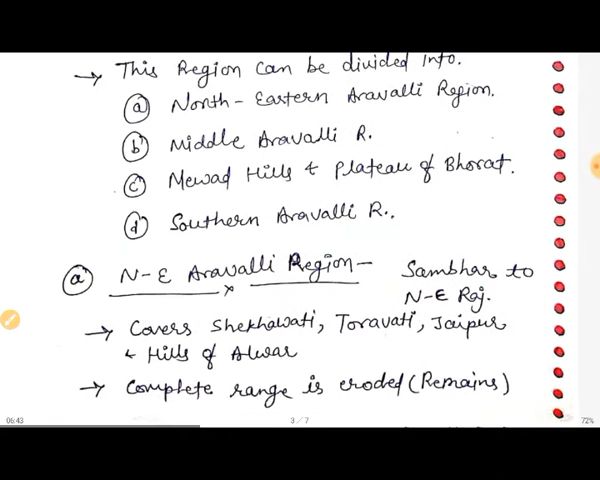 → This Region can be divided into.
(a) North-Eastern Aravalli Region.
(b) Middle Aravalli R.
(c) Mewad Hills & Plateau of Bhorat.
(d) Southern Aravalli R..
(a) N-E Aravalli Region - Sambhar to
N-E Raj.
→ Covers Shekhawati, Toravati, Jaipur
& Hills of Alwar
→ Complete range is eroded (Remains)
06:43 3 / 7 72%